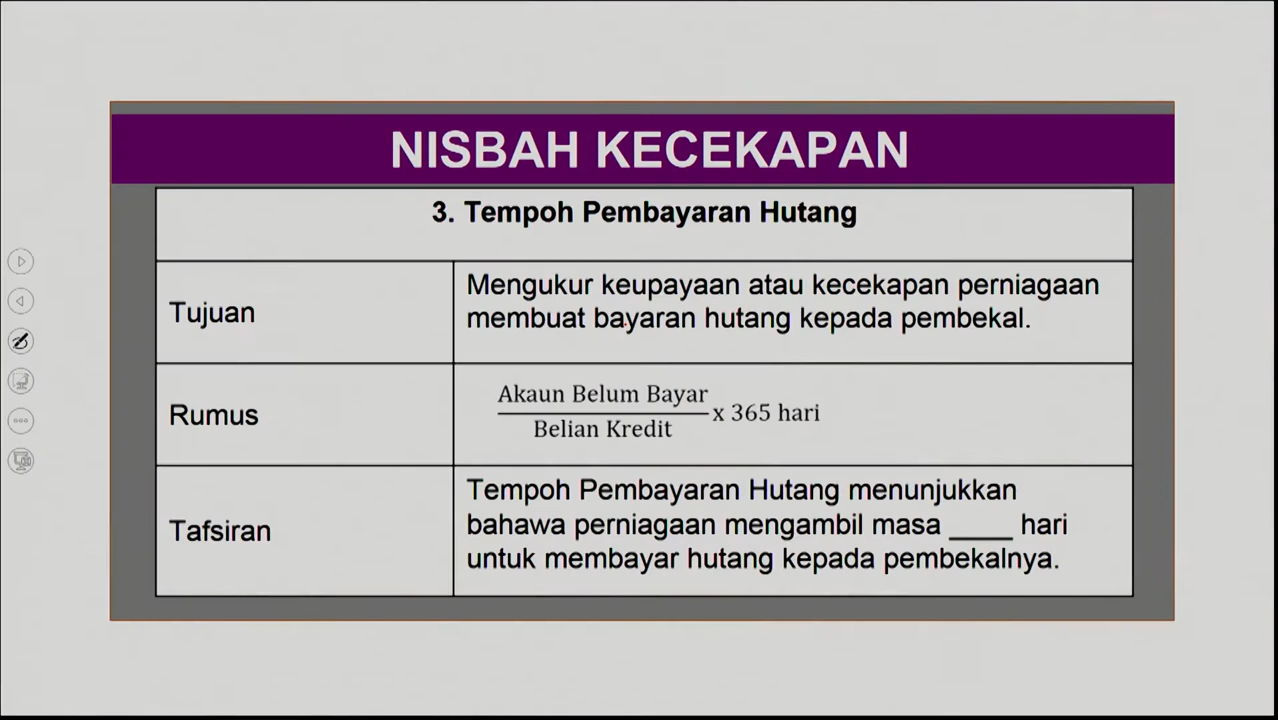 NISBAH KECEKAPAN
3. Tempoh Pembayaran Hutang
Tujuan
Mengukur keupayaan atau kecekapan perniagaan
membuat bayaran hutang kepada pembekal.
Rumus
Akaun Belum Bayar
Belian Kredit
x 365 hari
Tafsiran
Tempoh Pembayaran Hutang menunjukkan
bahawa perniagaan mengambil masa ____ hari
untuk membayar hutang kepada pembekalnya.